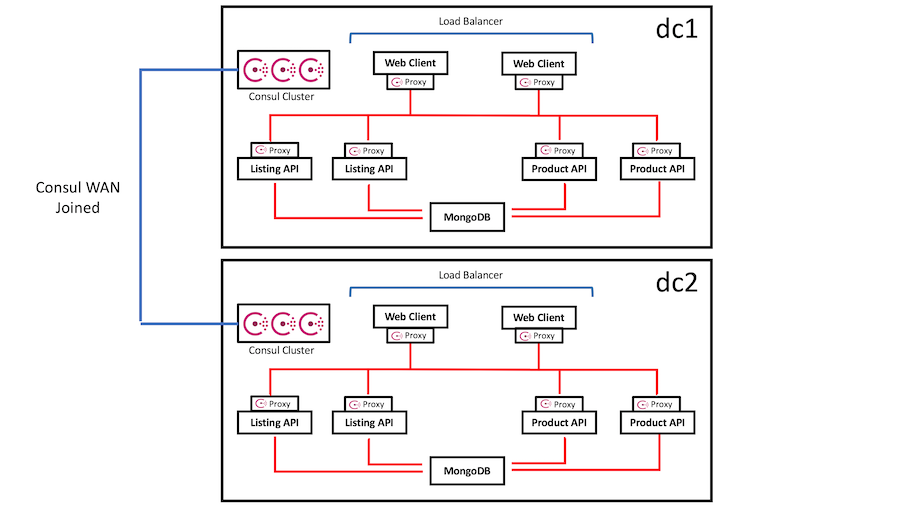 Load Balancer
dc1
Web Client
Proxy
Web Client
Proxy
Consul Cluster
Proxy
Listing API
Proxy
Listing API
Proxy
Product API
Proxy
Product API
MongoDB
Consul WAN
Joined
Load Balancer
dc2
Web Client
Proxy
Web Client
Proxy
Consul Cluster
Proxy
Listing API
Proxy
Listing API
Proxy
Product API
Proxy
Product API
MongoDB